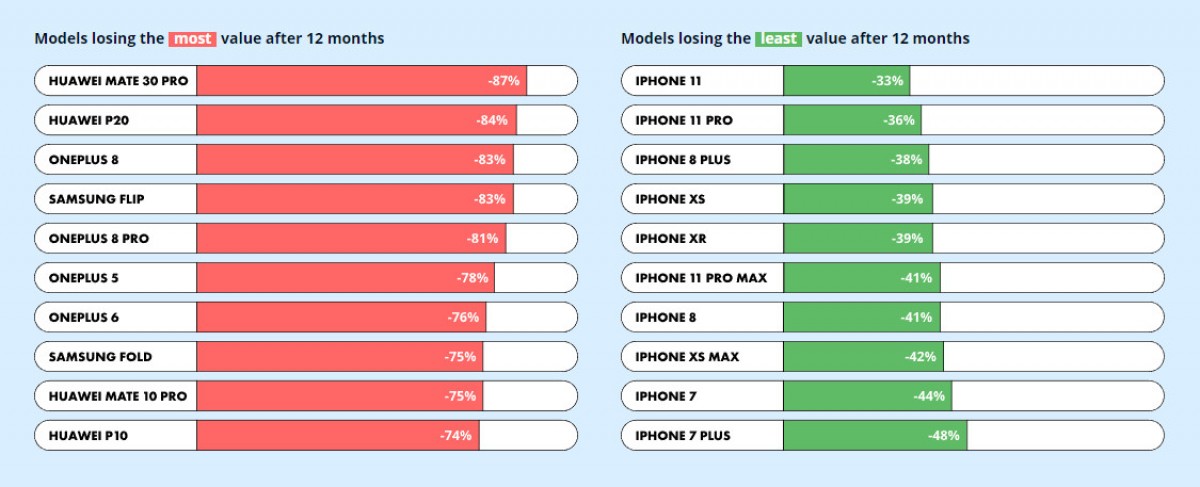 Models losing the most value after 12 months
HUAWEI MATE 30 PRO -87%
HUAWEI P20 -84%
ONEPLUS 8 -83%
SAMSUNG FLIP -83%
ONEPLUS 8 PRO -81%
ONEPLUS 5 -78%
ONEPLUS 6 -76%
SAMSUNG FOLD -75%
HUAWEI MATE 10 PRO -75%
HUAWEI P10 -74%
Models losing the least value after 12 months
IPHONE 11 -33%
IPHONE 11 PRO -36%
IPHONE 8 PLUS -38%
IPHONE XS -39%
IPHONE XR -39%
IPHONE 11 PRO MAX -41%
IPHONE 8 -41%
IPHONE XS MAX -42%
IPHONE 7 -44%
IPHONE 7 PLUS -48%